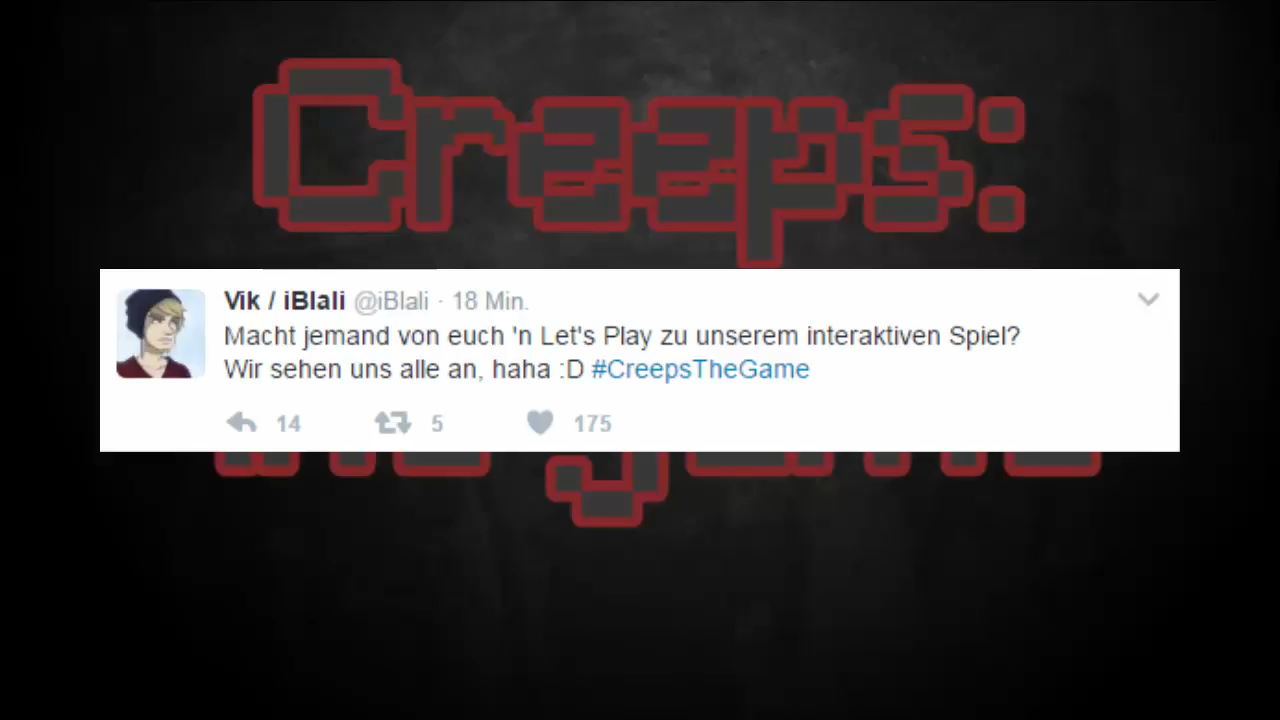 Creeps:
Vik / iBlali @iBlali · 18 Min.
Macht jemand von euch 'n Let's Play zu unserem interaktiven Spiel?
Wir sehen uns alle an, haha :D #CreepsTheGame
14 5 175